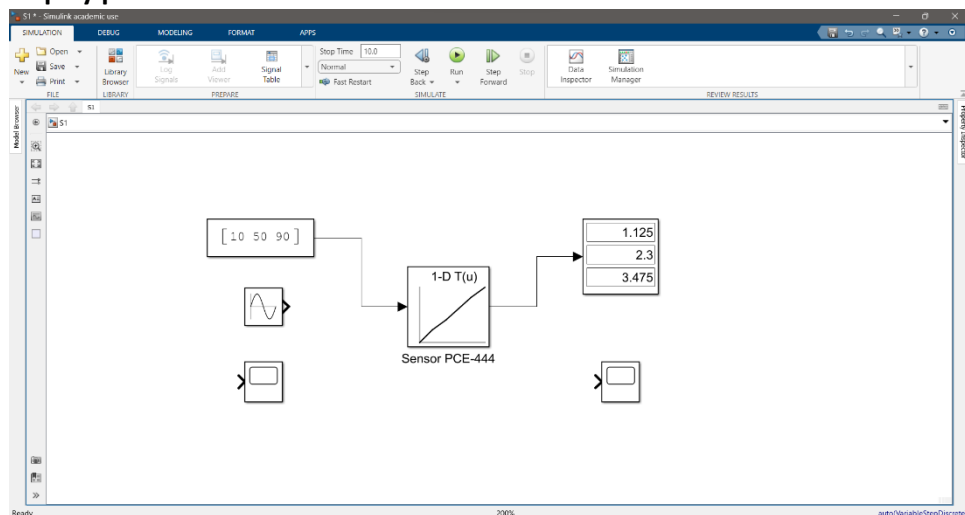 S1 * - Simulink academic use
SIMULATION DEBUG MODELING FORMAT APPS
New
Open
Save
Print
FILE
Library Browser
LIBRARY
Log Signals
Add Viewer
Signal Table
PREPARE
Stop Time 10.0
Normal
Fast Restart
Step Back
Run
Step Forward
Stop
SIMULATE
Data Inspector
Simulation Manager
REVIEW RESULTS
Model Browser
S1
S1
Property Inspector
[10 50 90]
1.125
2.3
3.475
1-D T(u)
Sensor PCE-444
Ready
200%
auto(VariableStepDiscrete